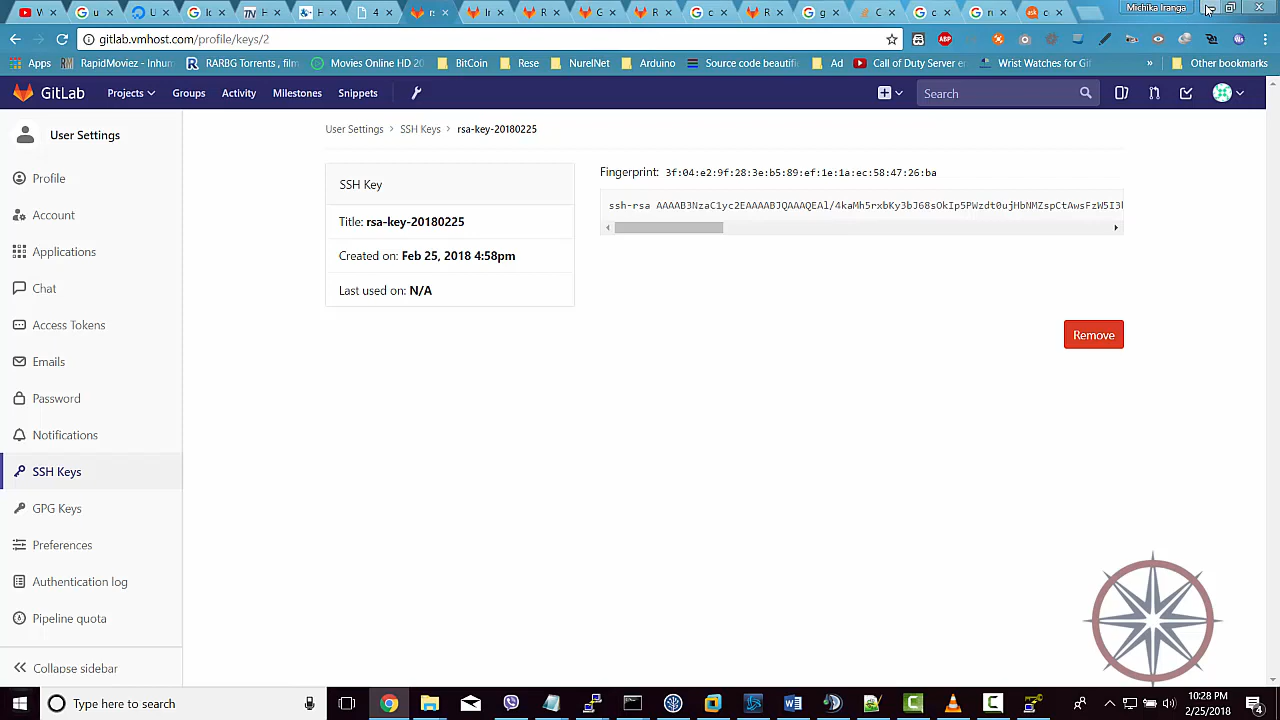 Michika Iranga
gitlab.vmhost.com/profile/keys/2
Apps
RapidMoviez - Inhum
RARBG Torrents , film
Movies Online HD 20
BitCoin
Rese
NurelNet
Arduino
Source code beautifi
Ad
Call of Duty Server e
Wrist Watches for Gif
»
Other bookmarks
GitLab
Projects
Groups
Activity
Milestones
Snippets
Search
User Settings
User Settings > SSH Keys > rsa-key-20180225
SSH Key
Title: rsa-key-20180225
Created on: Feb 25, 2018 4:58pm
Last used on: N/A
Fingerprint: 3f:04:e2:9f:28:3e:b5:89:ef:1e:1a:ec:58:47:26:ba
ssh-rsa
Remove
Profile
Account
Applications
Chat
Access Tokens
Emails
Password
Notifications
SSH Keys
GPG Keys
Preferences
Authentication log
Pipeline quota
Collapse sidebar
Type here to search
10:28 PM
2/25/2018